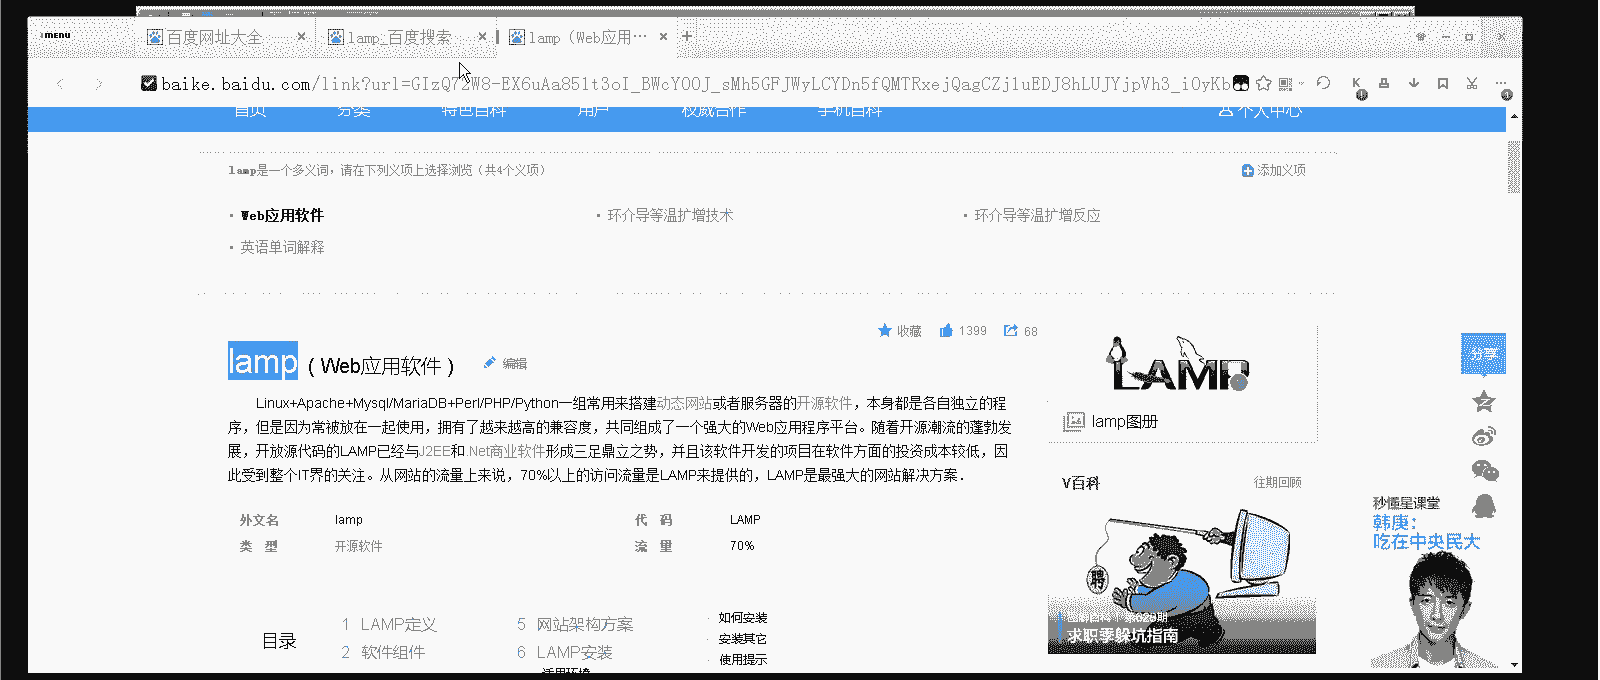 MENU
百度网址大全
lamp_百度搜索
lamp（Web应用…
首页 分类 特色百科 用户 权威合作 手机百科 个人中心
lamp是一个多义词，请在下列义项上选择浏览（共4个义项）
添加义项
Web应用软件
环介导等温扩增技术
环介导等温扩增反应
英语单词解释
收藏 1399 68
lamp（Web应用软件）
编辑
Linux+Apache+Mysql/MariaDB+Perl/PHP/Python一组常用来搭建动态网站或者服务器的开源软件，本身都是各自独立的程
序，但是因为常被放在一起使用，拥有了越来越高的兼容度，共同组成了一个强大的Web应用程序平台。随着开源潮流的蓬勃发
展，开放源代码的LAMP已经与J2EE和.Net商业软件形成三足鼎立之势，并且该软件开发的项目在软件方面的投资成本较低，因
此受到整个IT界的关注。从网站的流量上来说，70%以上的访问流量是LAMP来提供的，LAMP是最强大的网站解决方案．
外文名 lamp
代 码 LAMP
类 型 开源软件
流 量 70%
目录
1 LAMP定义
2 软件组件
5 网站架构方案
6 LAMP安装
适用环境
如何安装
安装其它
使用提示
LAMP
lamp图册
V百科
往期回顾
聘
求职季躲坑指南
分享
秒懂星课堂
韩庚：
吃在中央民大